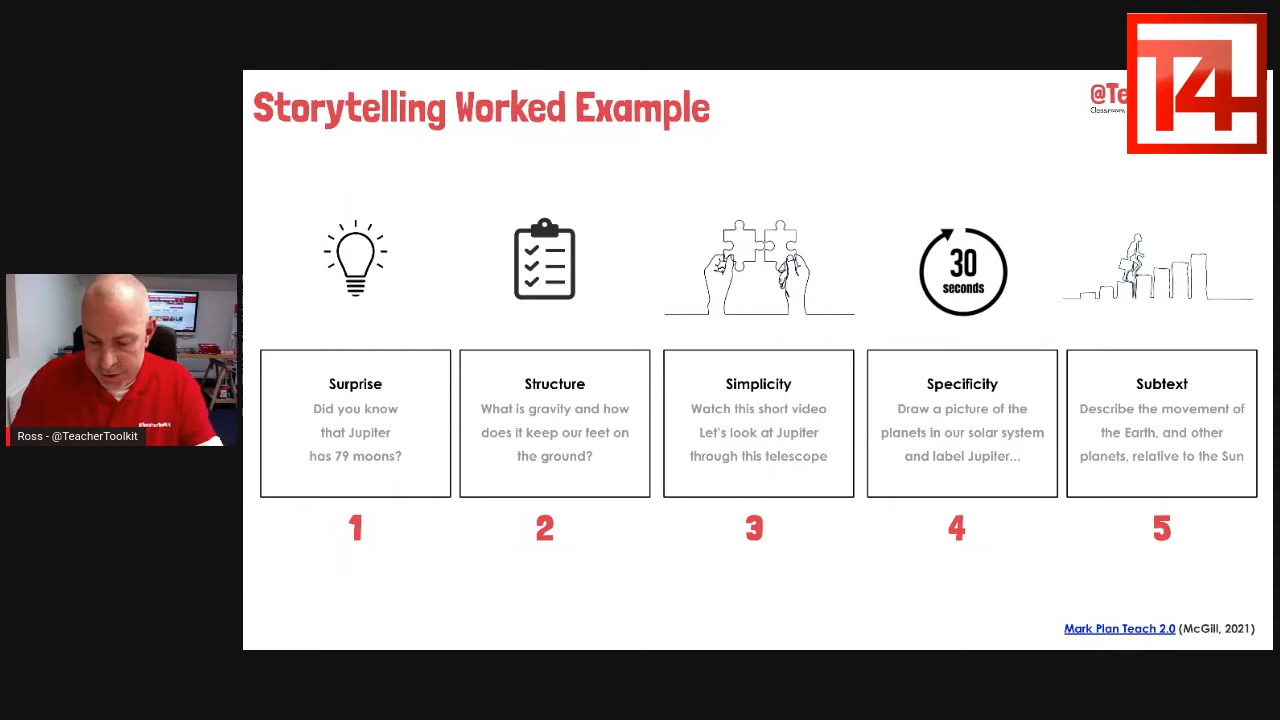 T4
Storytelling Worked Example
@Te
Classroom
30
seconds
Surprise
Did you know
that Jupiter
has 79 moons?
Structure
What is gravity and how
does it keep our feet on
the ground?
Simplicity
Watch this short video
Let's look at Jupiter
through this telescope
Specificity
Draw a picture of the
planets in our solar system
and label Jupiter...
Subtext
Describe the movement of
the Earth, and other
planets, relative to the Sun
1
2
3
4
5
@TeacherToolkit
Ross - @TeacherToolkit
Mark Plan Teach 2.0 (McGill, 2021)